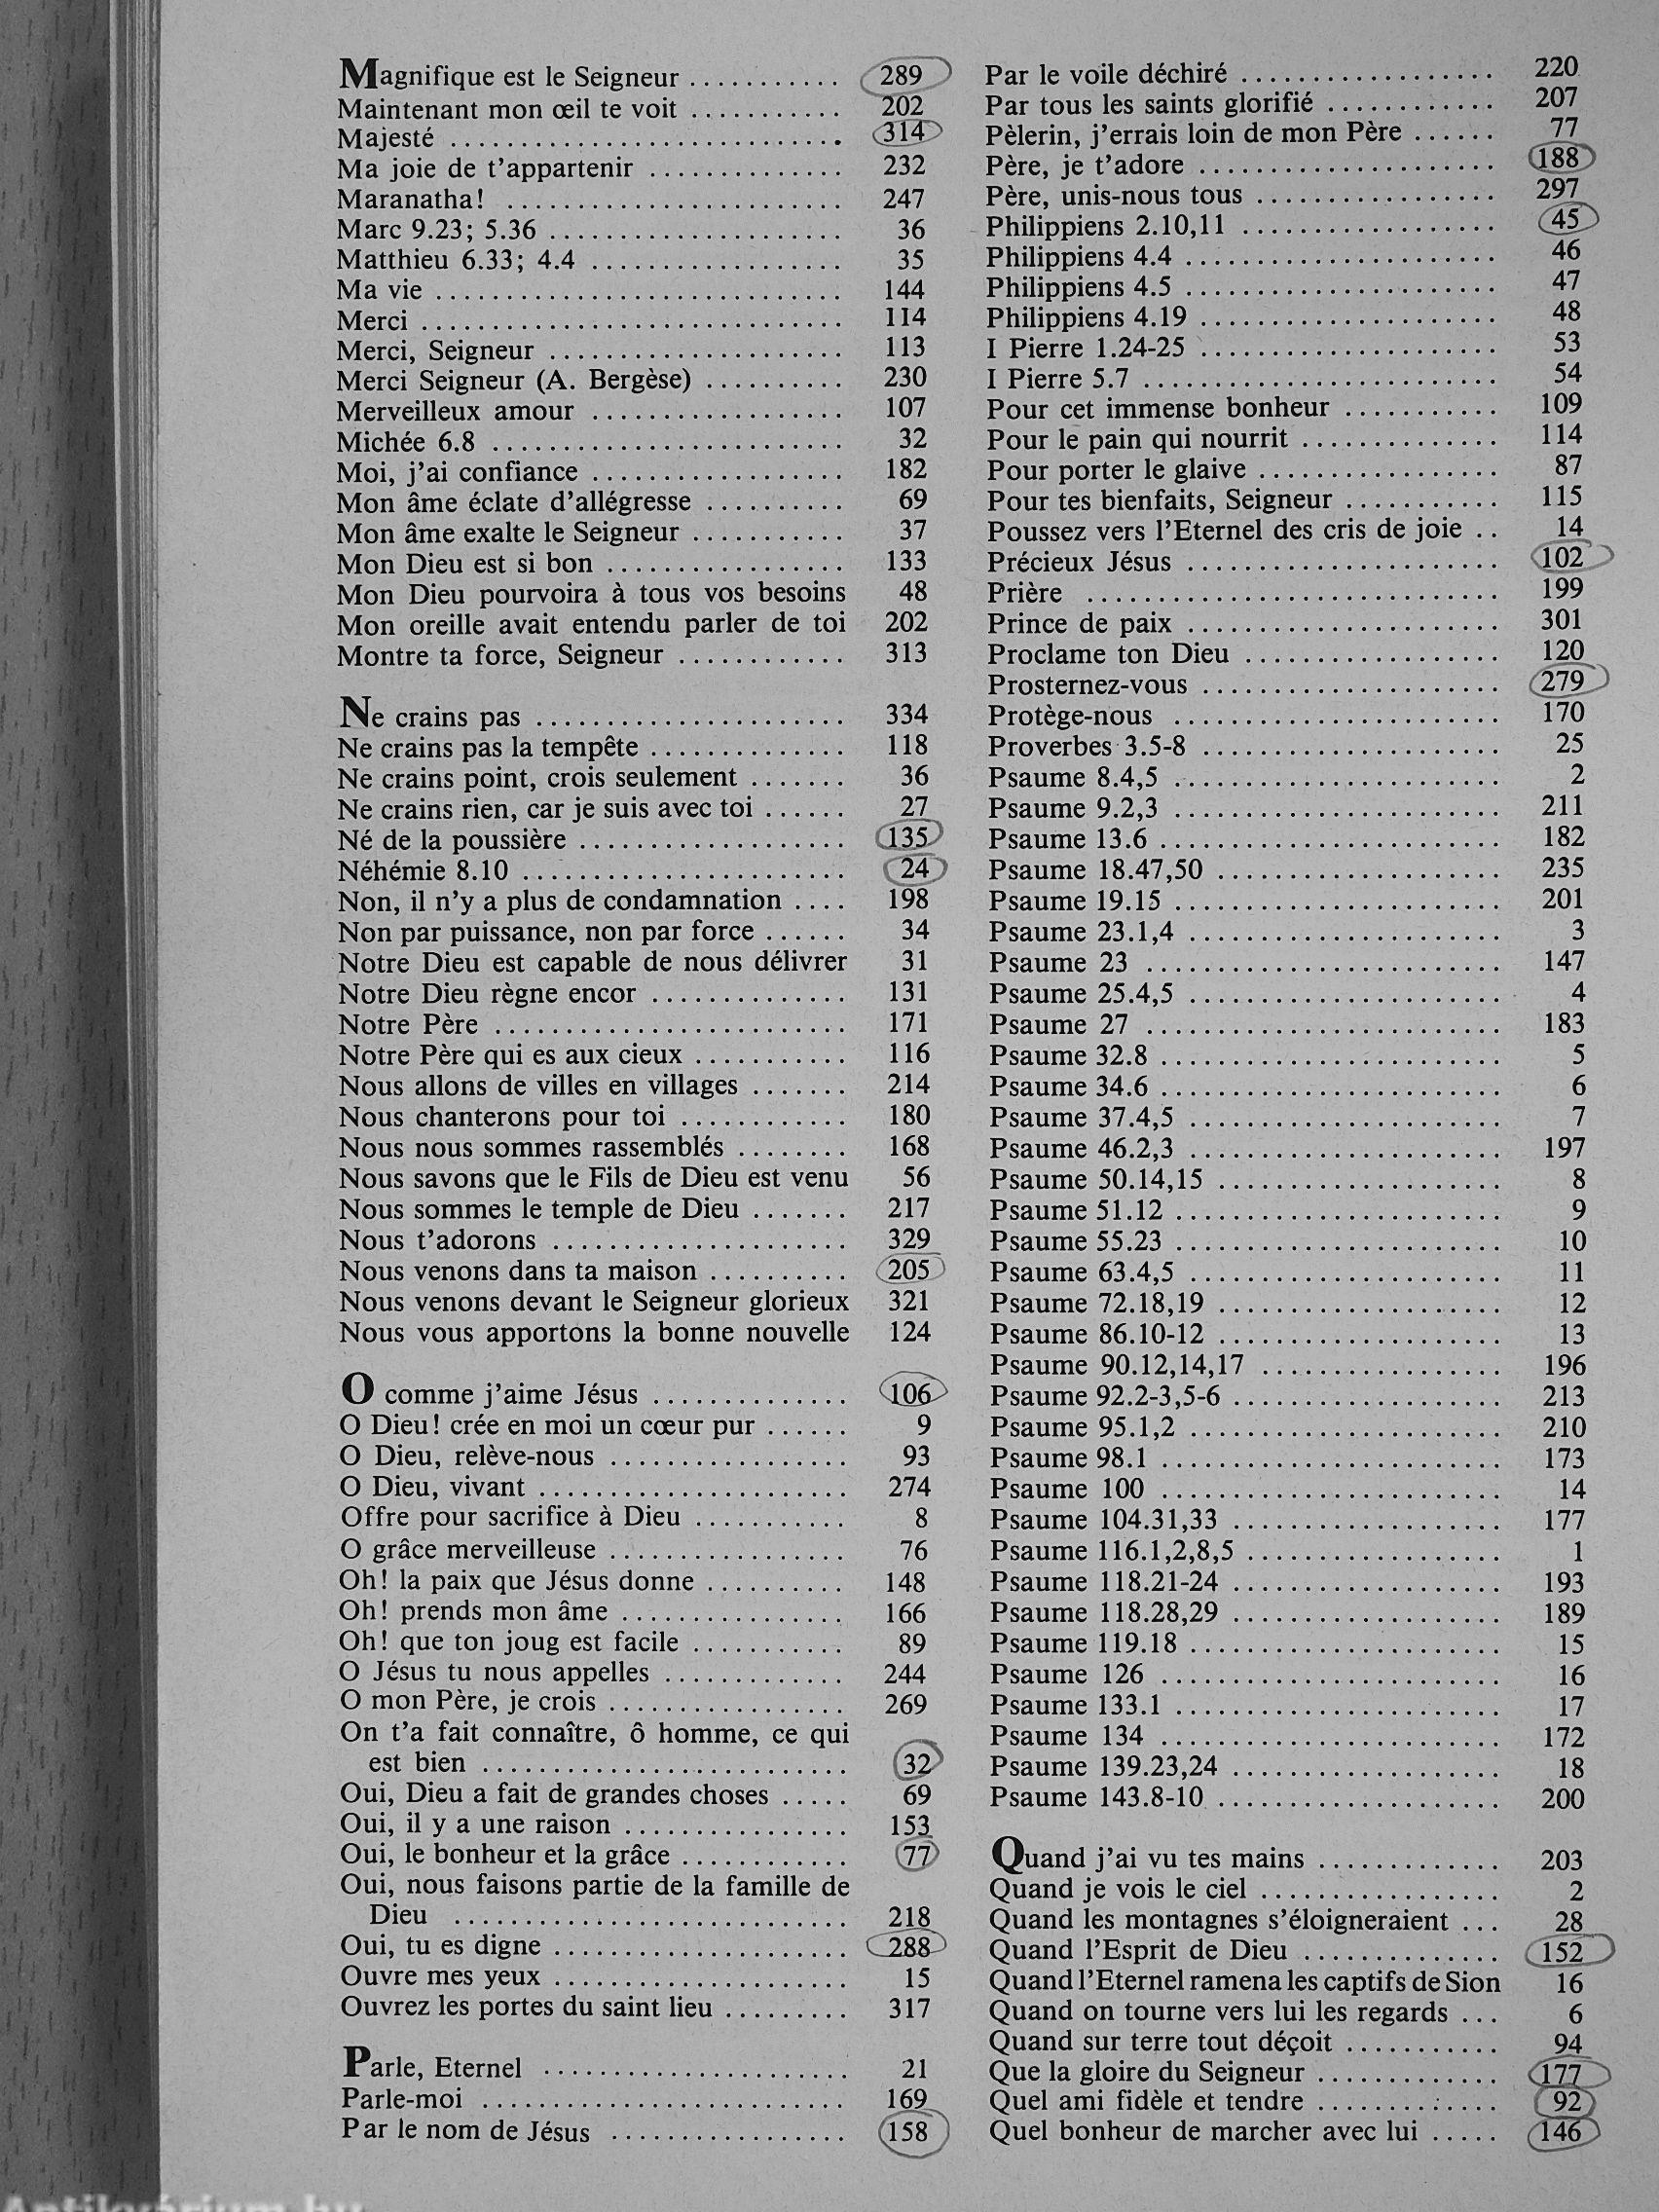 Magnifique est le Seigneur ........... 289
Maintenant mon œil te voit ........... 202
Majesté ............................ 314
Ma joie de t'appartenir .............. 232
Maranatha! ........................ 247
Marc 9.23; 5.36 ..................... 36
Matthieu 6.33; 4.4 .................. 35
Ma vie ............................. 144
Merci .............................. 114
Merci, Seigneur ..................... 113
Merci Seigneur (A. Bergèse) .......... 230
Merveilleux amour .................. 107
Michée 6.8 ......................... 32
Moi, j'ai confiance .................. 182
Mon âme éclate d'allégresse .......... 69
Mon âme exalte le Seigneur ........... 37
Mon Dieu est si bon ................. 133
Mon Dieu pourvoira à tous vos besoins 48
Mon oreille avait entendu parler de toi 202
Montre ta force, Seigneur ............ 313
Ne crains pas ...................... 334
Ne crains pas la tempête .............. 118
Ne crains point, crois seulement ....... 36
Ne crains rien, car je suis avec toi ...... 27
Né de la poussière ................... 135
Néhémie 8.10 ....................... 24
Non, il n'y a plus de condamnation .... 198
Non par puissance, non par force ...... 34
Notre Dieu est capable de nous délivrer 31
Notre Dieu règne encor .............. 131
Notre Père ......................... 171
Notre Père qui es aux cieux ........... 116
Nous allons de villes en villages ....... 214
Nous chanterons pour toi ............ 180
Nous nous sommes rassemblés ........ 168
Nous savons que le Fils de Dieu est venu 56
Nous sommes le temple de Dieu ....... 217
Nous t'adorons ..................... 329
Nous venons dans ta maison .......... 205
Nous venons devant le Seigneur glorieux 321
Nous vous apportons la bonne nouvelle 124
O comme j'aime Jésus .............. 106
O Dieu! crée en moi un cœur pur ...... 9
O Dieu, relève-nous ................. 93
O Dieu, vivant ...................... 274
Offre pour sacrifice à Dieu ........... 8
O grâce merveilleuse ................. 76
Oh! la paix que Jésus donne .......... 148
Oh! prends mon âme ................ 166
Oh! que ton joug est facile ........... 89
O Jésus tu nous appelles ............. 244
O mon Père, je crois ................. 269
On t'a fait connaître, ô homme, ce qui
est bien .......................... 32
Oui, Dieu a fait de grandes choses ..... 69
Oui, il y a une raison ................ 153
Oui, le bonheur et la grâce ............ 77
Oui, nous faisons partie de la famille de
Dieu ............................ 218
Oui, tu es digne ..................... 288
Ouvre mes yeux ..................... 15
Ouvrez les portes du saint lieu ......... 317
Parle, Eternel ...................... 21
Parle-moi .......................... 169
Par le nom de Jésus ................. 158
Par le voile déchiré .................. 220
Par tous les saints glorifié ............ 207
Pèlerin, j'errais loin de mon Père ...... 77
Père, je t'adore ..................... 188
Père, unis-nous tous ................. 297
Philippiens 2.10,11 .................. 45
Philippiens 4.4 ...................... 46
Philippiens 4.5 ...................... 47
Philippiens 4.19 ..................... 48
I Pierre 1.24-25 ..................... 53
I Pierre 5.7 ......................... 54
Pour cet immense bonheur ........... 109
Pour le pain qui nourrit .............. 114
Pour porter le glaive ................. 87
Pour tes bienfaits, Seigneur ........... 115
Poussez vers l'Eternel des cris de joie .. 14
Précieux Jésus ...................... 102
Prière ............................. 199
Prince de paix ...................... 301
Proclame ton Dieu .................. 120
Prosternez-vous ..................... 279
Protège-nous ....................... 170
Proverbes 3.5-8 ..................... 25
Psaume 8.4,5 ....................... 2
Psaume 9.2,3 ....................... 211
Psaume 13.6 ........................ 182
Psaume 18.47,50 .................... 235
Psaume 19.15 ....................... 201
Psaume 23.1,4 ...................... 3
Psaume 23 ......................... 147
Psaume 25.4,5 ...................... 4
Psaume 27 ......................... 183
Psaume 32.8 ........................ 5
Psaume 34.6 ........................ 6
Psaume 37.4,5 ...................... 7
Psaume 46.2,3 ...................... 197
Psaume 50.14,15 .................... 8
Psaume 51.12 ....................... 9
Psaume 55.23 ....................... 10
Psaume 63.4,5 ...................... 11
Psaume 72.18,19 .................... 12
Psaume 86.10-12 .................... 13
Psaume 90.12,14,17 ................. 196
Psaume 92.2-3,5-6 ................... 213
Psaume 95.1,2 ...................... 210
Psaume 98.1 ........................ 173
Psaume 100 ........................ 14
Psaume 104.31,33 ................... 177
Psaume 116.1,2,8,5 .................. 1
Psaume 118.21-24 ................... 193
Psaume 118.28,29 ................... 189
Psaume 119.18 ...................... 15
Psaume 126 ........................ 16
Psaume 133.1 ....................... 17
Psaume 134 ........................ 172
Psaume 139.23,24 ................... 18
Psaume 143.8-10 .................... 200
Quand j'ai vu tes mains ............. 203
Quand je vois le ciel ................. 2
Quand les montagnes s'éloigneraient ... 28
Quand l'Esprit de Dieu .............. 152
Quand l'Eternel ramena les captifs de Sion 16
Quand on tourne vers lui les regards ... 6
Quand sur terre tout déçoit ........... 94
Que la gloire du Seigneur ............. 177
Quel ami fidèle et tendre ............. 92
Quel bonheur de marcher avec lui ..... 146
Antikvárium.hu